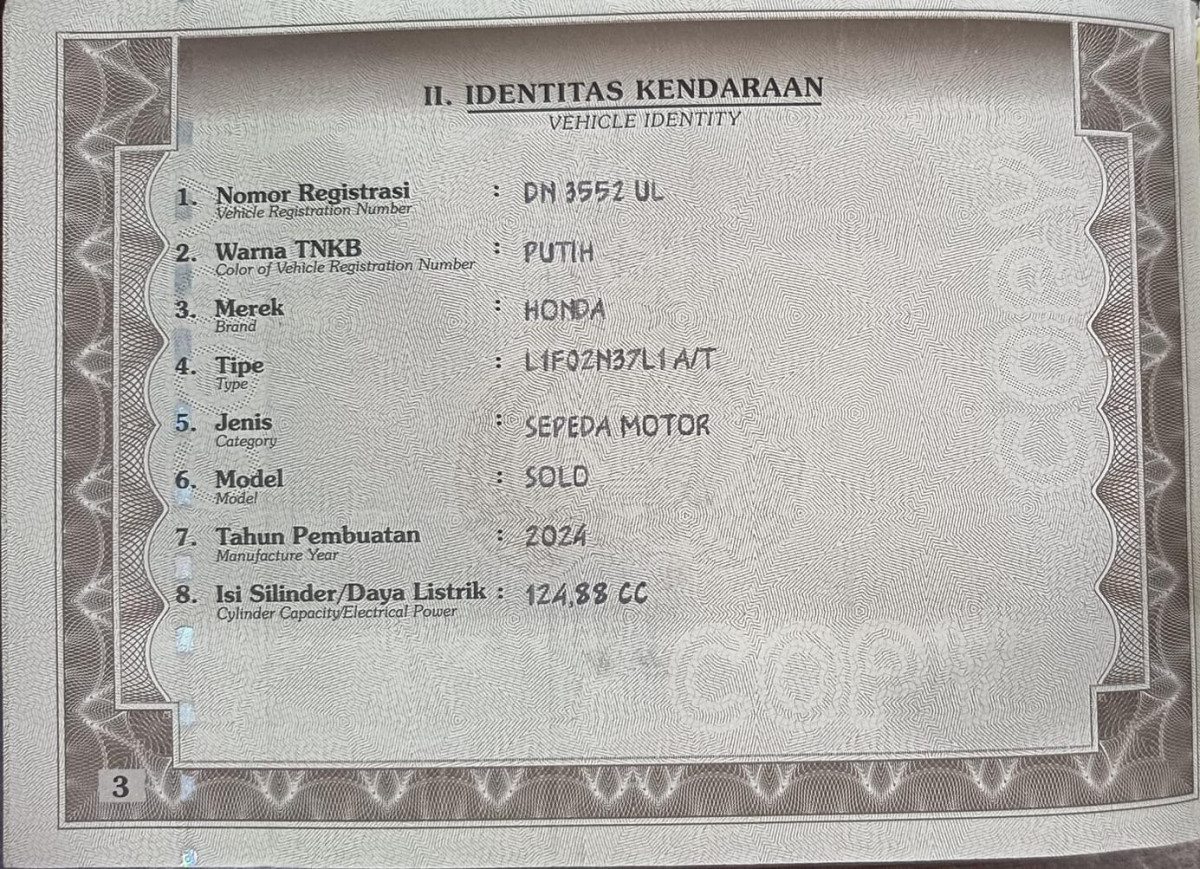 II. IDENTITAS KENDARAAN
VEHICLE IDENTITY
1. Nomor Registrasi : DN 3552 UL
Vehicle Registration Number
2. Warna TNKB : PUTIH
Color of Vehicle Registration Number
3. Merek : HONDA
Brand
4. Tipe : L1F02N37L1 A/T
Type
5. Jenis : SEPEDA MOTOR
Category
6. Model : SOLO
Model
7. Tahun Pembuatan : 2024
Manufacture Year
8. Isi Silinder/Daya Listrik : 124,88 CC
Cylinder Capacity/Electrical Power
COPY
3